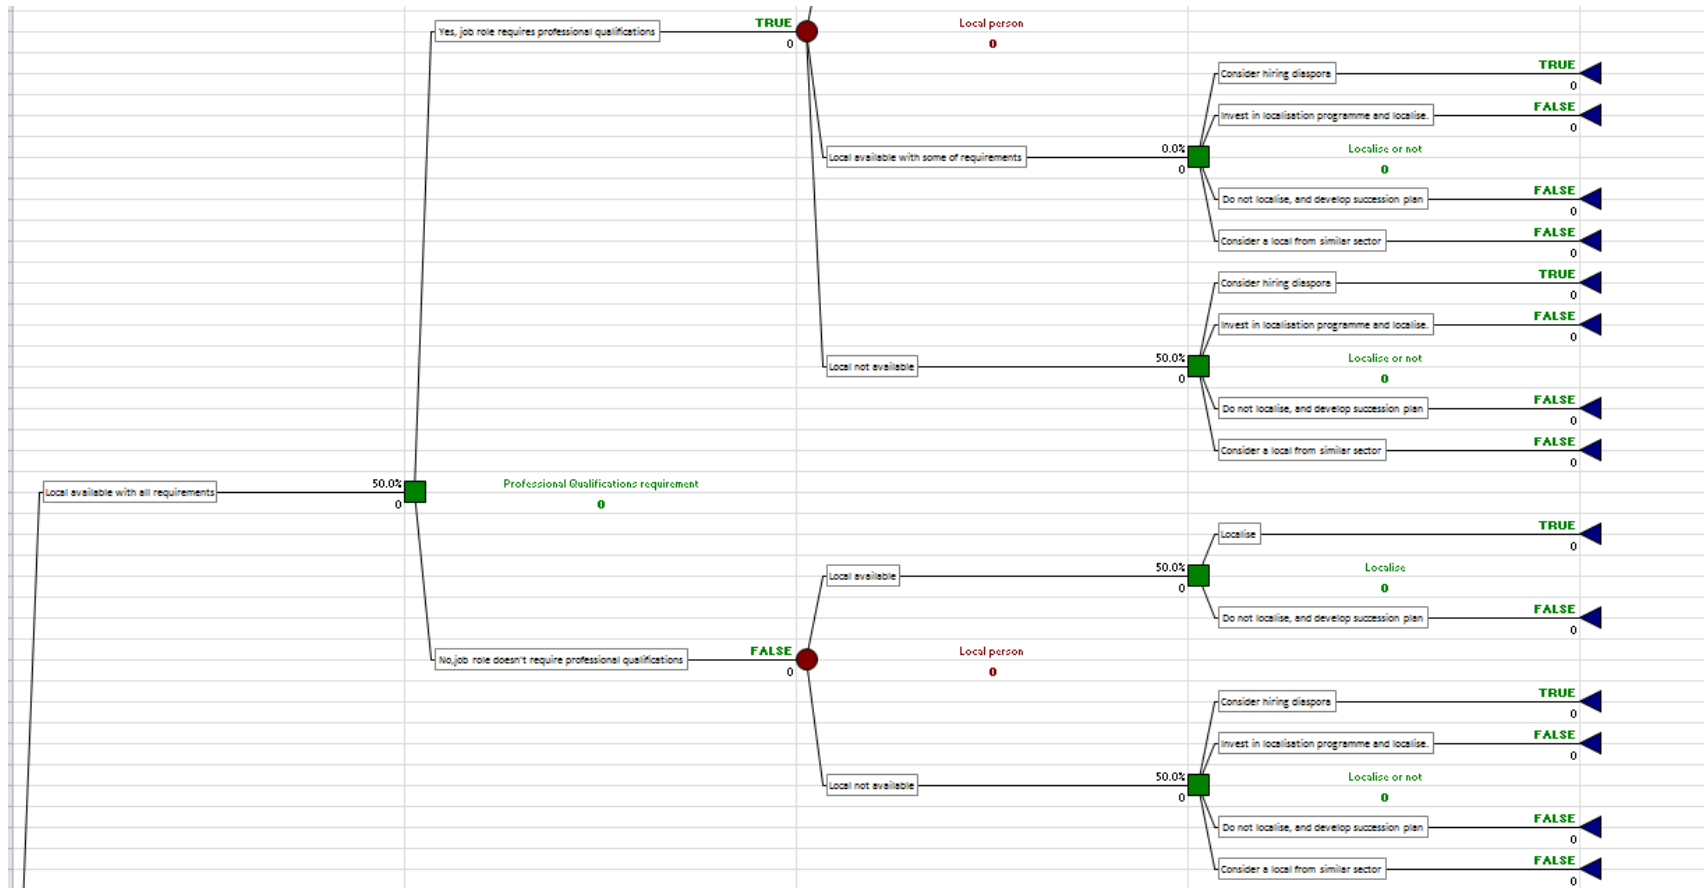 Yes, job role requires professional qualifications TRUE Local person
0 0
Consider hiring diaspora TRUE
0
Invest in localisation programme and localise. FALSE
0
Local available with some of requirements 0.0% Localise or not
0 0
Do not localise, and develop succession plan FALSE
0
Consider a local from similar sector FALSE
0
Consider hiring diaspora TRUE
0
Invest in localisation programme and localise. FALSE
0
Local not available 50.0% Localise or not
0 0
Do not localise, and develop succession plan FALSE
0
Consider a local from similar sector FALSE
0
Local available with all requirements 50.0% Professional Qualifications requirement
0 0
Localise TRUE
0
Local available 50.0% Localise
0 0
Do not localise, and develop succession plan FALSE
0
No,job role doesn't require professional qualifications FALSE Local person
0 0
Consider hiring diaspora TRUE
0
Invest in localisation programme and localise. FALSE
0
Local not available 50.0% Localise or not
0 0
Do not localise, and develop succession plan FALSE
0
Consider a local from similar sector FALSE
0